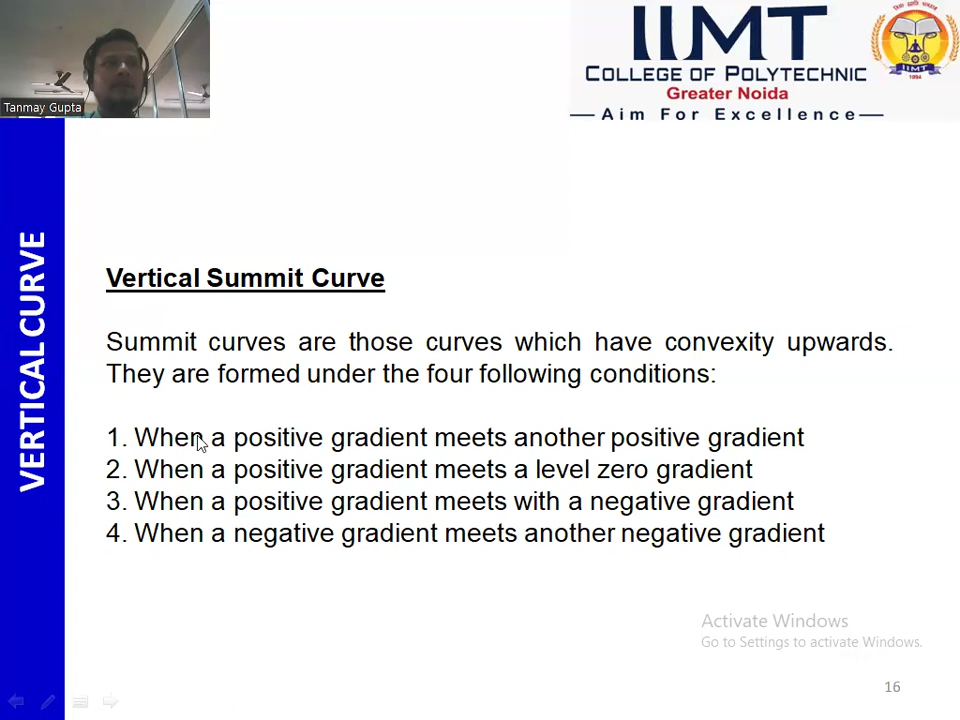 Tanmay Gupta
IIMT
COLLEGE OF POLYTECHNIC
Greater Noida
Aim For Excellence
IIMT
1994
VERTICAL CURVE
Vertical Summit Curve
Summit curves are those curves which have convexity upwards.
They are formed under the four following conditions:
1. When a positive gradient meets another positive gradient
2. When a positive gradient meets a level zero gradient
3. When a positive gradient meets with a negative gradient
4. When a negative gradient meets another negative gradient
Activate Windows
Go to Settings to activate Windows.
16